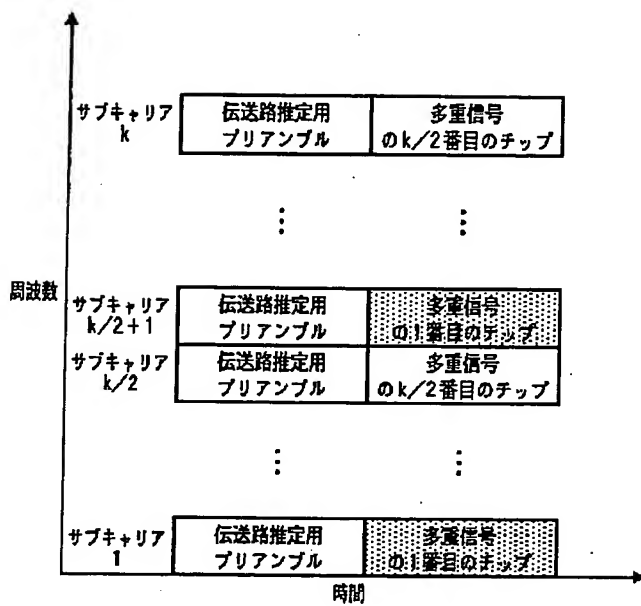 サブキャリア
k
伝送路推定用
プリアンブル
多重信号
のk/2番目のチップ
周波数
サブキャリア
k/2+1
伝送路推定用
プリアンブル
多重信号
の1番目のチップ
サブキャリア
k/2
伝送路推定用
プリアンブル
多重信号
のk/2番目のチップ
サブキャリア
1
伝送路推定用
プリアンブル
多重信号
の1番目のチップ
時間